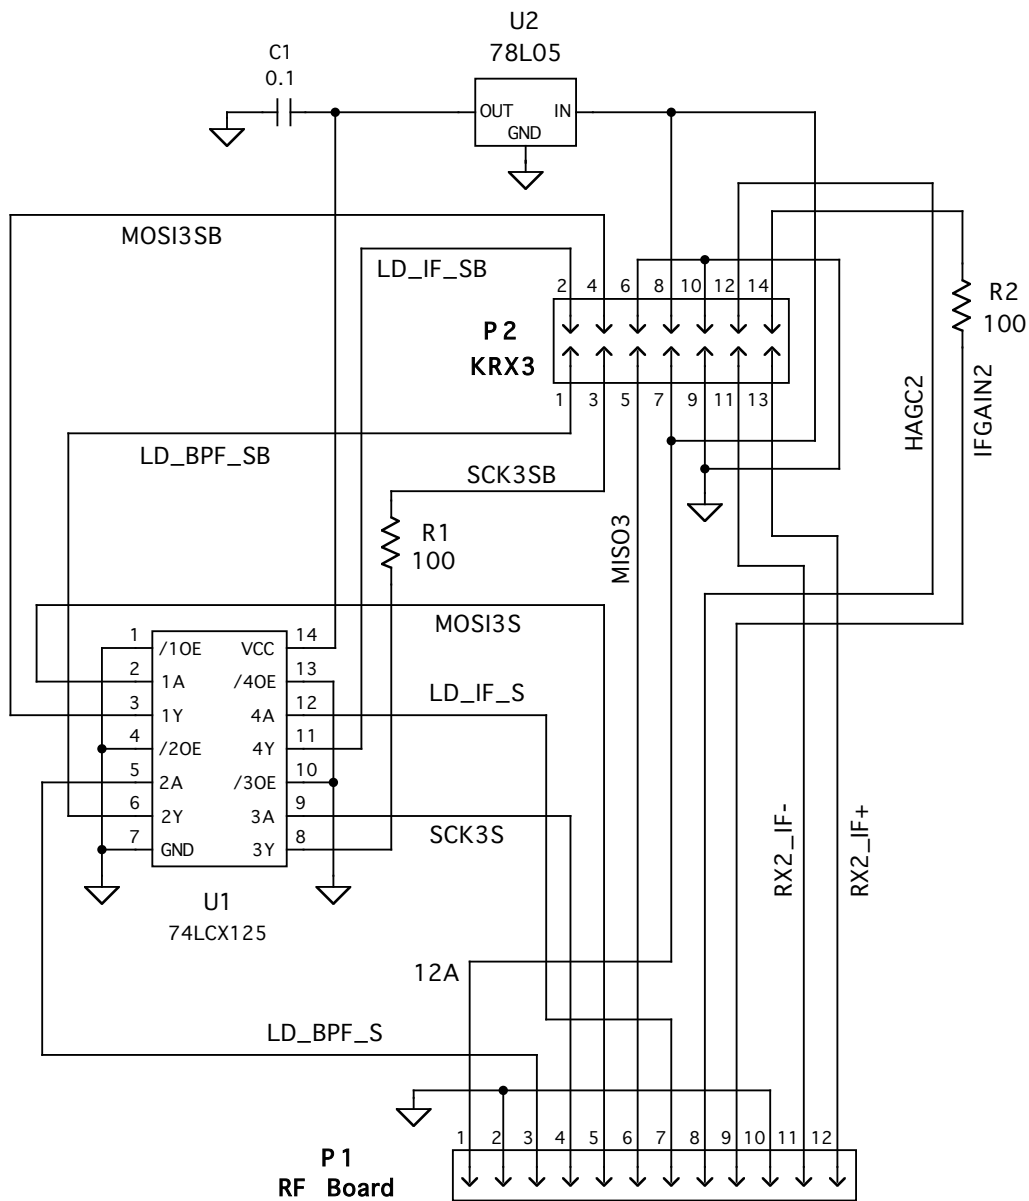 U2
78L05
C1
0.1
OUT
IN
GND
MOSI3SB
LD_IF_SB
2 4 6 8 10 12 14
R2
100
P2
KRX3
1 3 5 7 9 11 13
HAGC2
IFGAIN2
LD_BPF_SB
SCK3SB
R1
100
MISO3
MOSI3S
1 /1OE VCC 14
2 1A /4OE 13
3 1Y 4A 12
4 /2OE 4Y 11
5 2A /3OE 10
6 2Y 3A 9
7 GND 3Y 8
LD_IF_S
SCK3S
U1
74LCX125
RX2_IF-
RX2_IF+
12A
LD_BPF_S
1 2 3 4 5 6 7 8 9 10 11 12
P1
RF Board